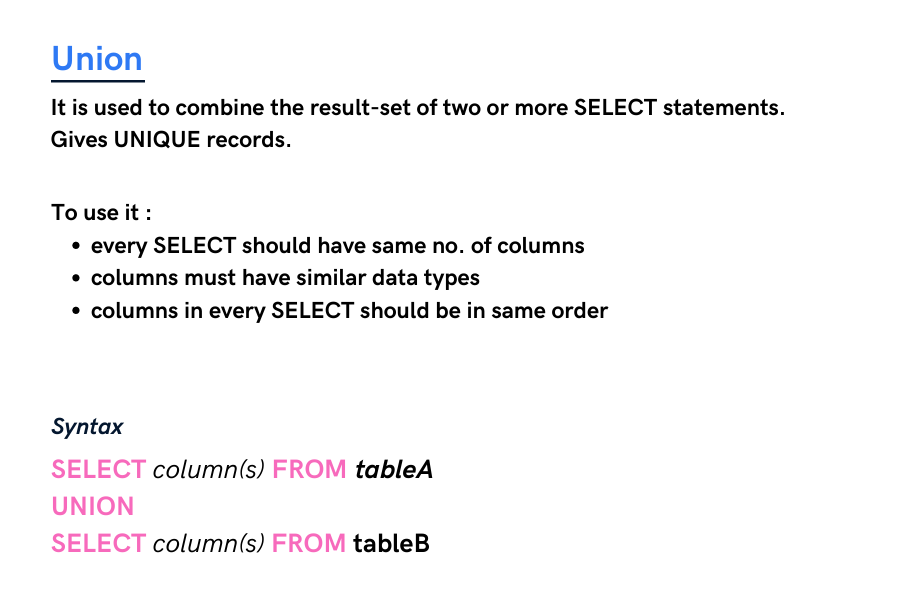 Union
It is used to combine the result-set of two or more SELECT statements.
Gives UNIQUE records.
To use it :
• every SELECT should have same no. of columns
• columns must have similar data types
• columns in every SELECT should be in same order
Syntax
SELECT column(s) FROM tableA
UNION
SELECT column(s) FROM tableB